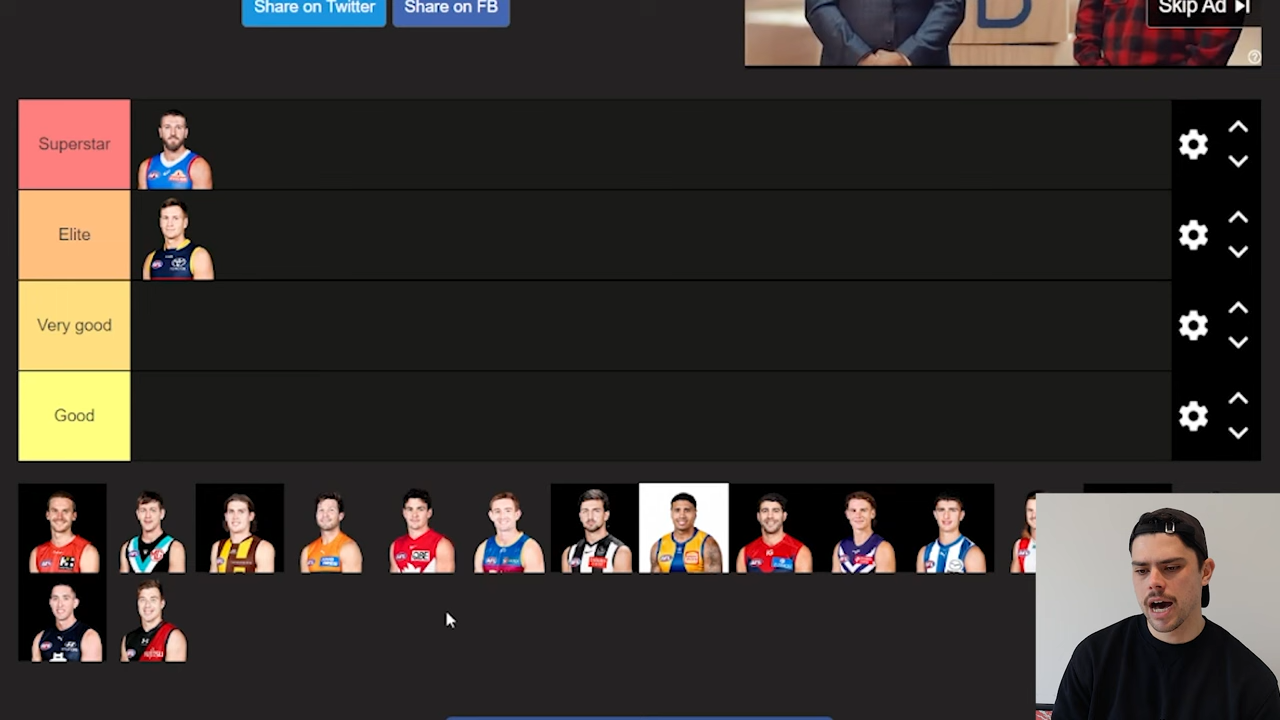 Share on Twitter
Share on FB
Skip Ad
B
Superstar
Elite
Very good
Good